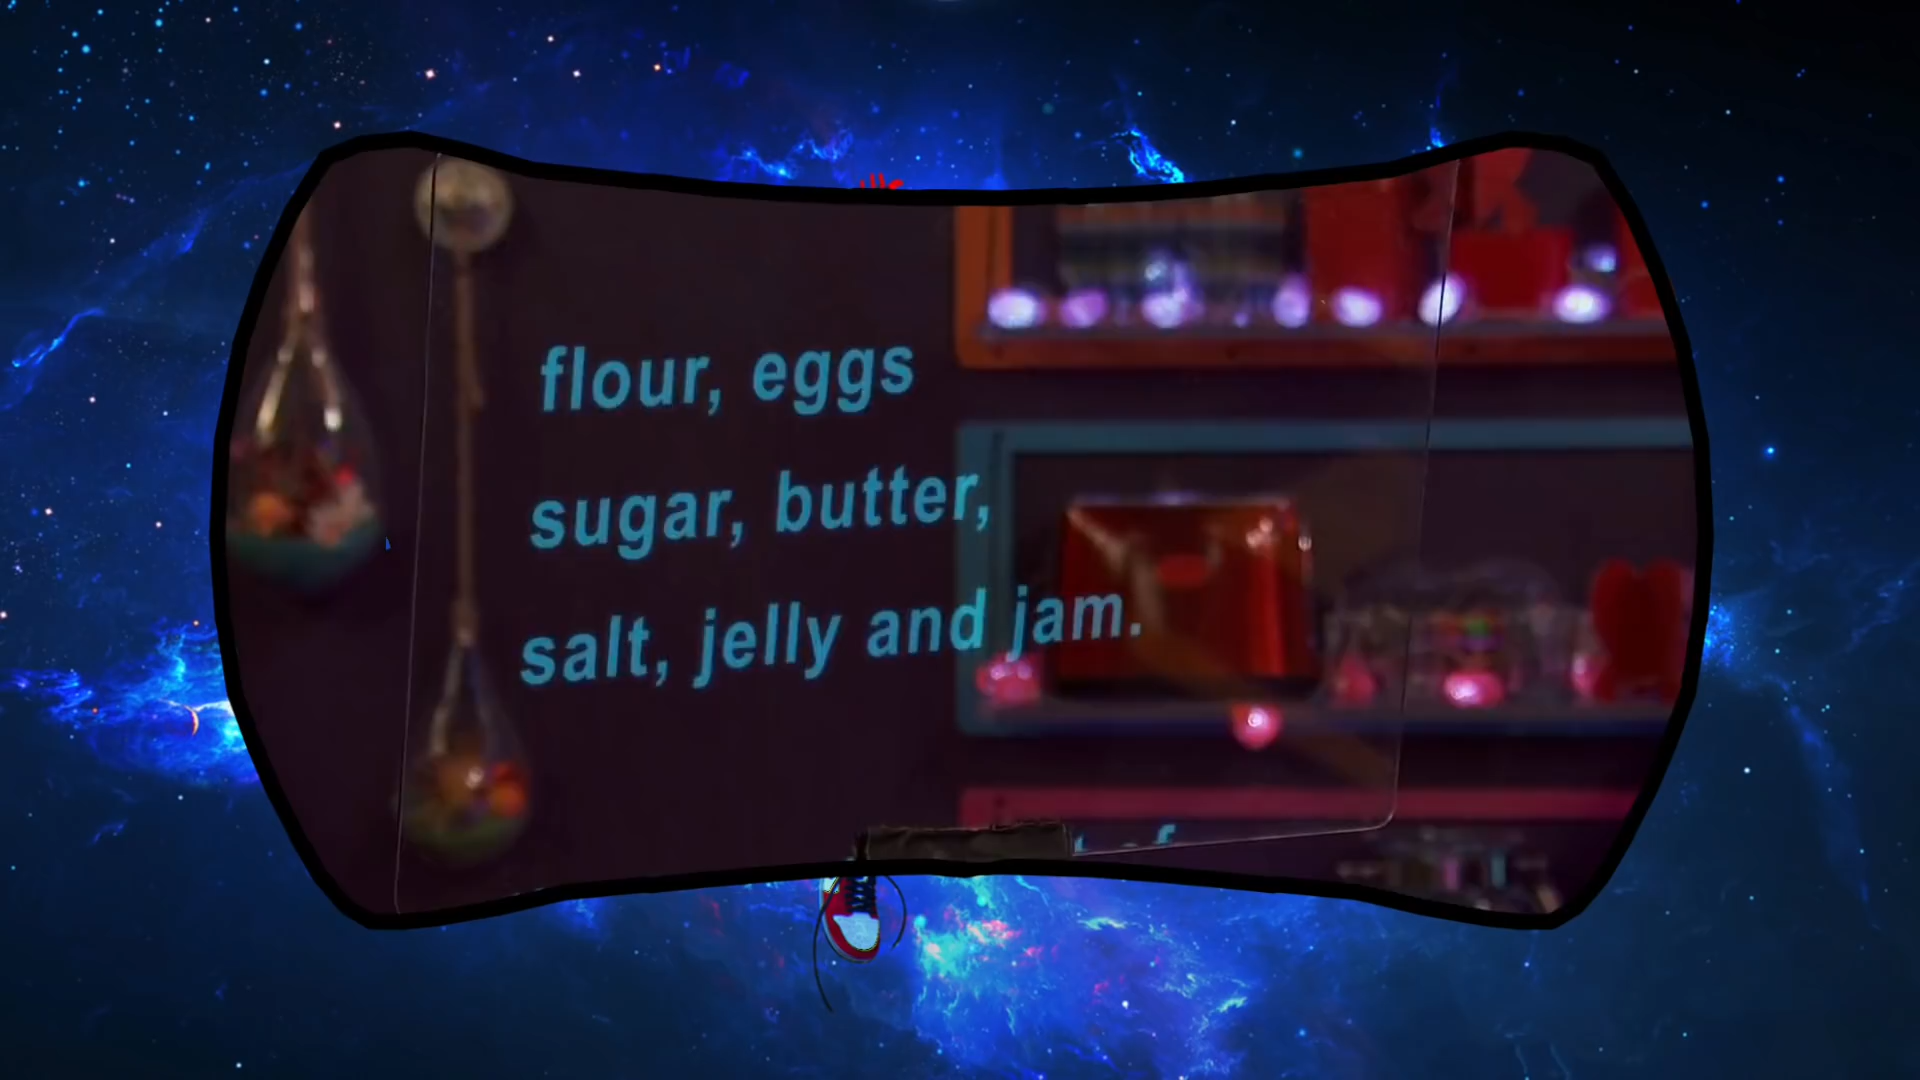 flour, eggs
sugar, butter,
salt, jelly and jam.